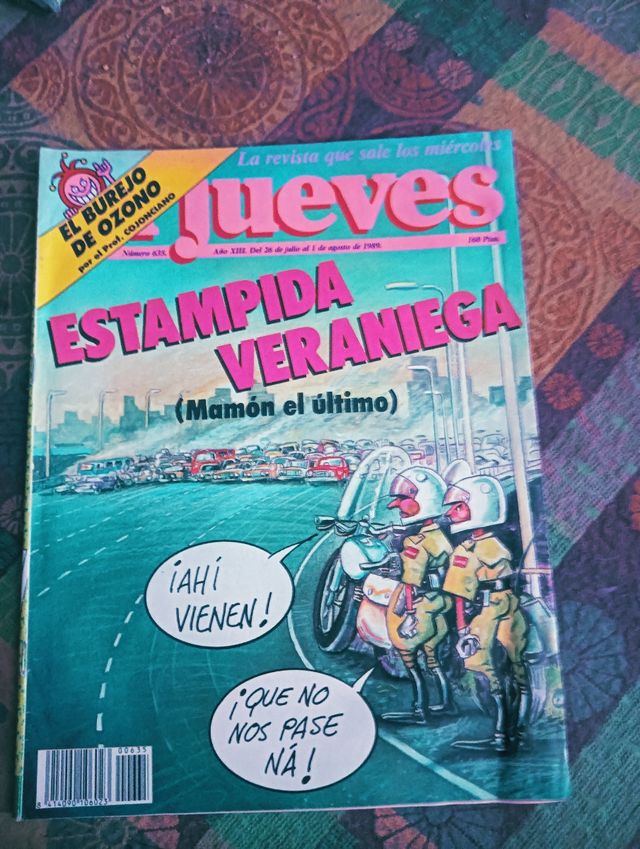 La revista que sale los miércoles
EL BUREJO
DE OZONO
por el Prof. COJONCIANO
jueves
Número 635.
Año XIII. Del 26 de julio al 1 de agosto de 1989.
160 Ptas.
ESTAMPIDA
VERANIEGA
(Mamón el último)
¡AHÍ
VIENEN!
¡QUE NO
NOS PASE
NÁ!
00635